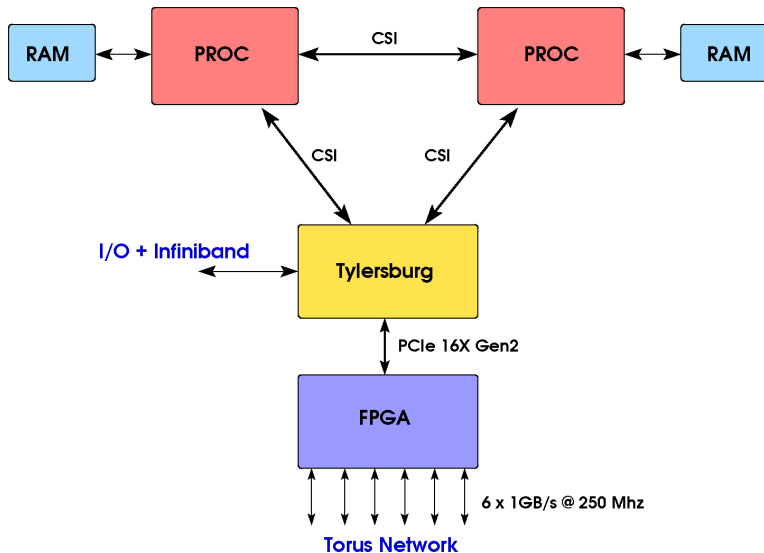 CSI
RAM
PROC
PROC
RAM
CSI
CSI
I/O + Infiniband
Tylersburg
PCIe 16X Gen2
FPGA
6 x 1GB/s @ 250 Mhz
Torus Network